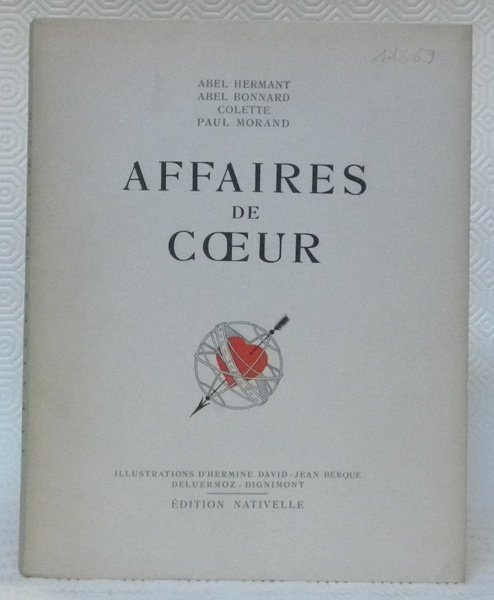 11669
ABEL HERMANT
ABEL BONNARD
COLETTE
PAUL MORAND
AFFAIRES
DE
CŒUR
ILLUSTRATIONS D'HERMINE DAVID - JEAN BERQUE
DELUERMOZ - DIGNIMONT
ÉDITION NATIVELLE